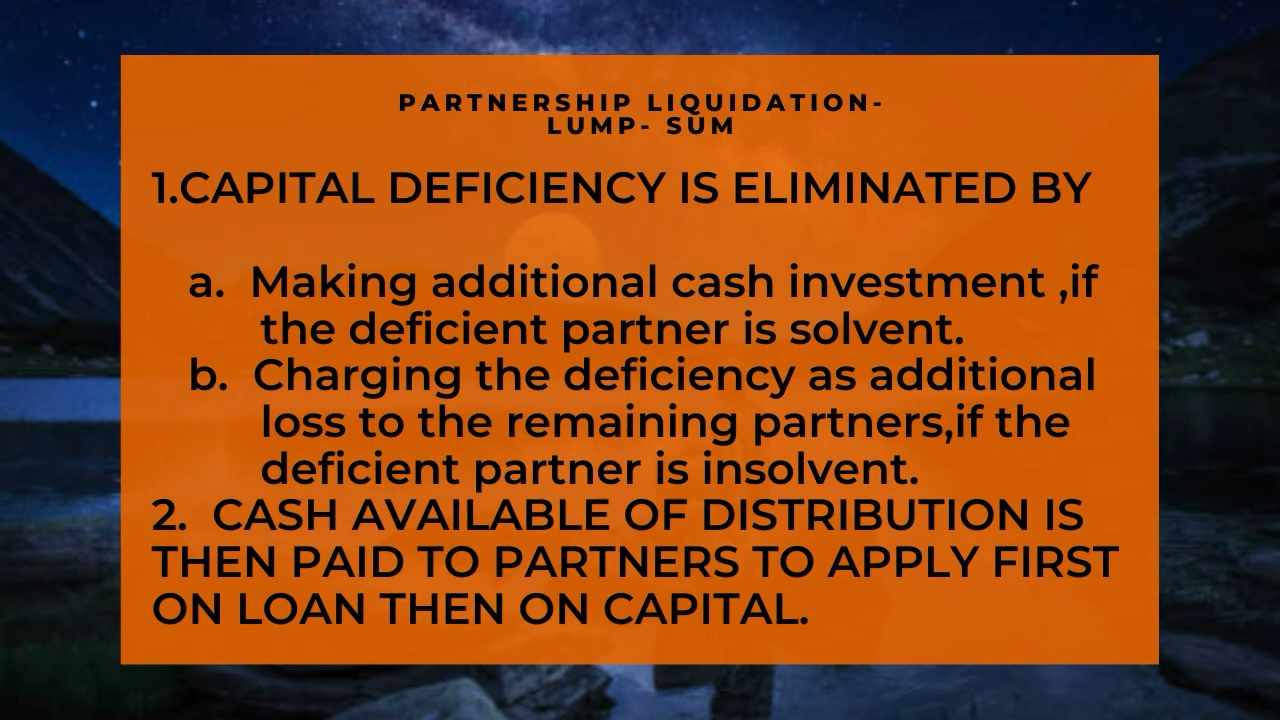 PARTNERSHIP LIQUIDATION-
LUMP- SUM
1.CAPITAL DEFICIENCY IS ELIMINATED BY
a. Making additional cash investment ,if
the deficient partner is solvent.
b. Charging the deficiency as additional
loss to the remaining partners,if the
deficient partner is insolvent.
2. CASH AVAILABLE OF DISTRIBUTION IS
THEN PAID TO PARTNERS TO APPLY FIRST
ON LOAN THEN ON CAPITAL.